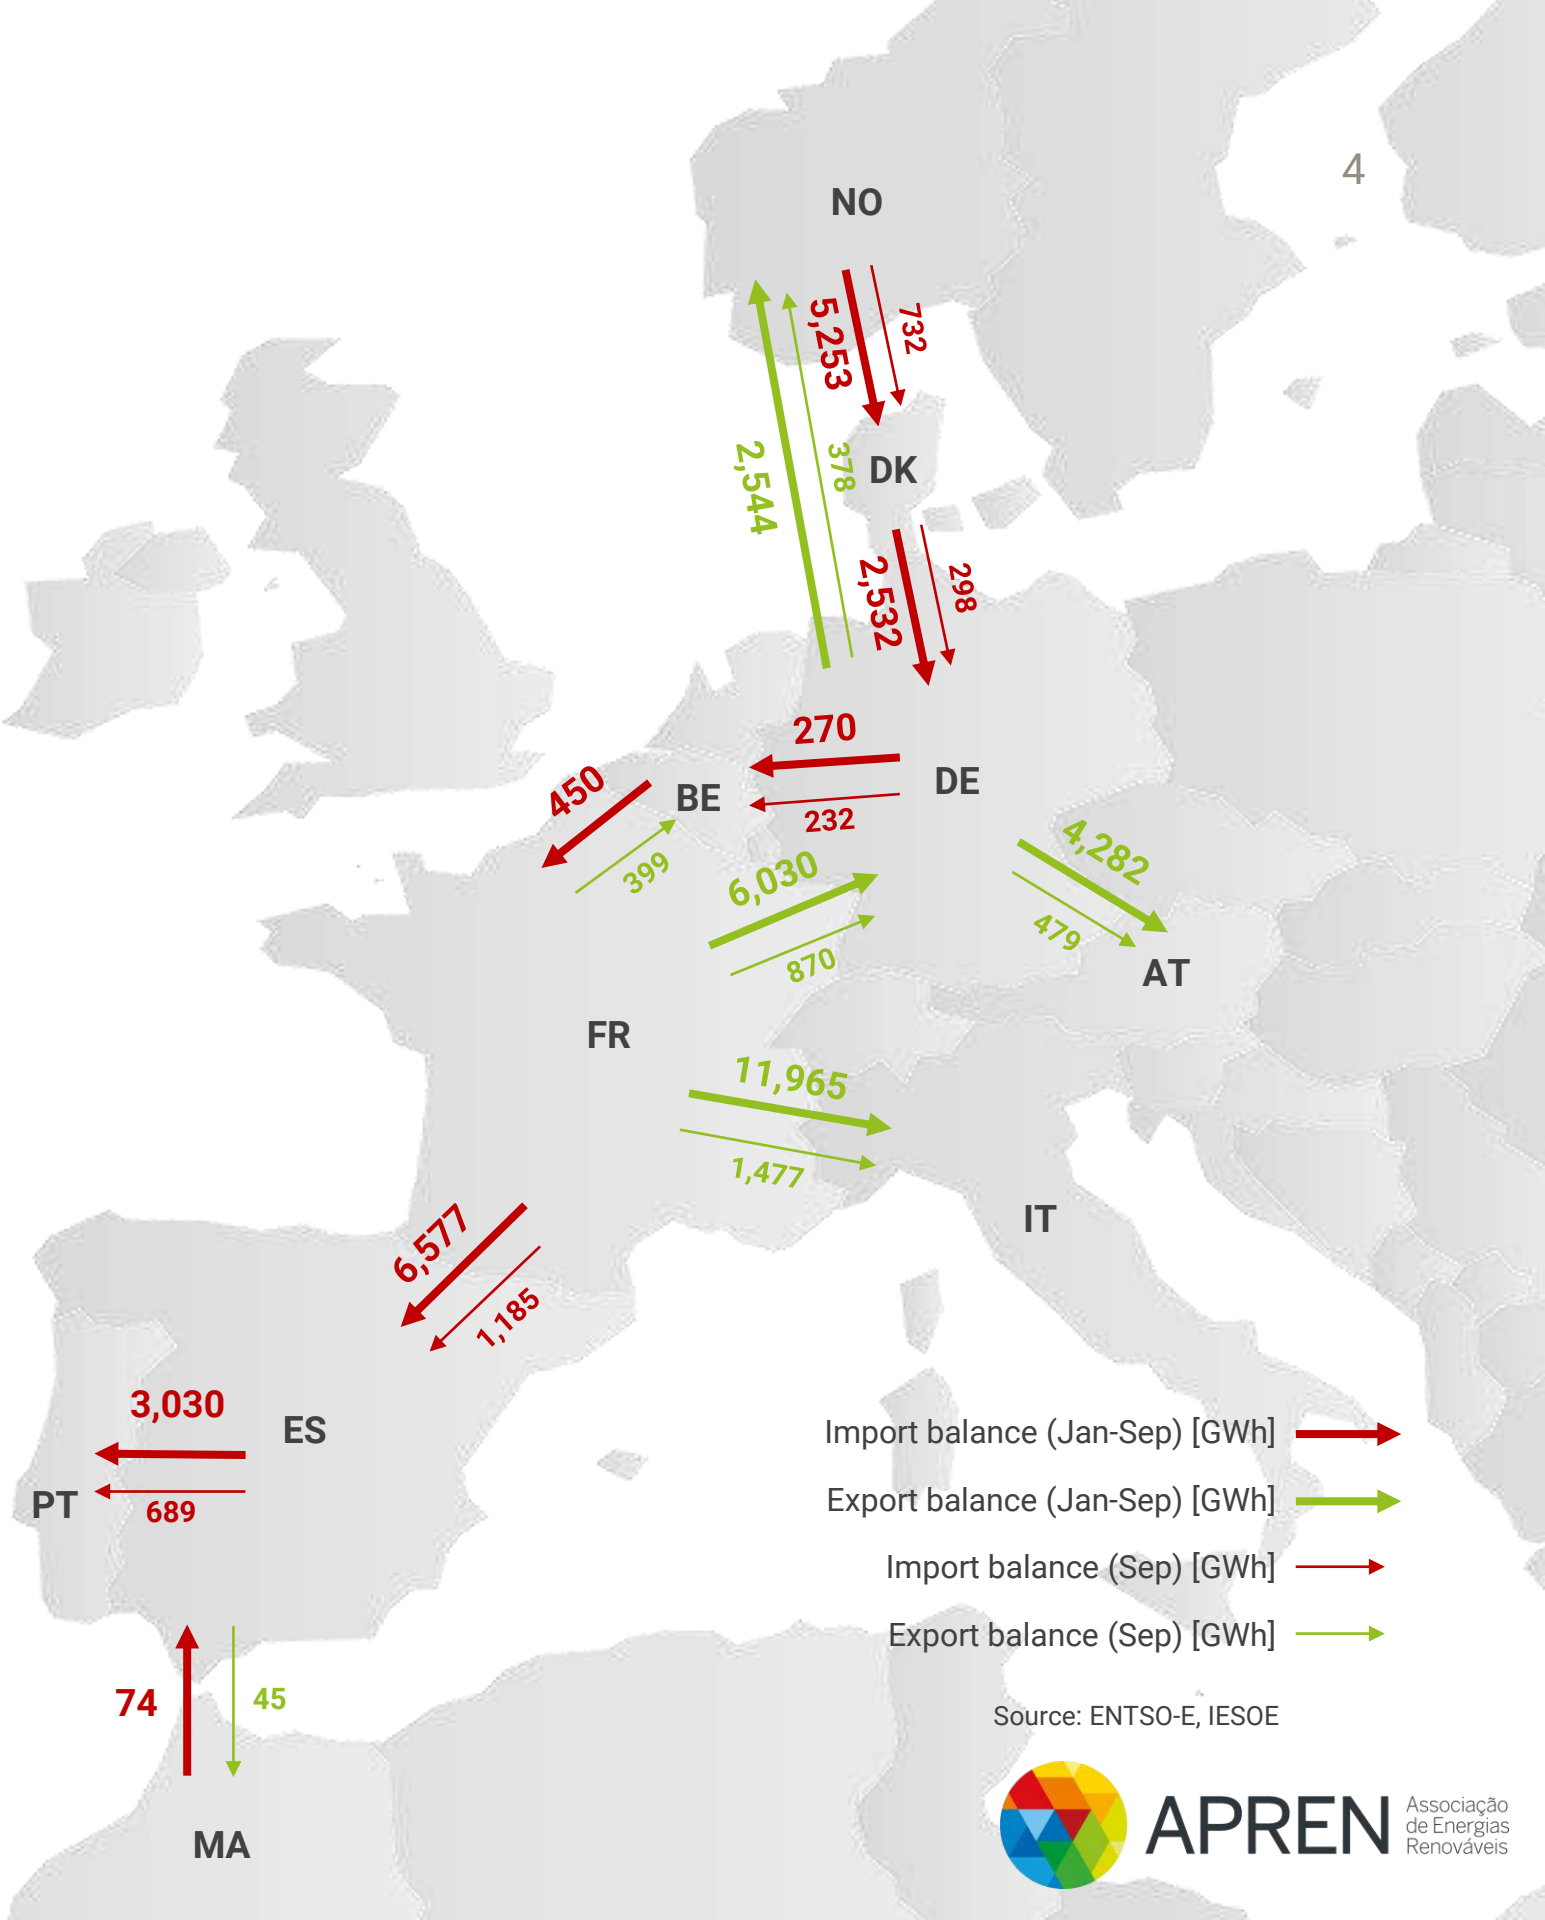 4
NO
5,253
732
2,544
378
DK
2,532
298
270
DE
450
BE
232
4,282
399
6,030
479
870
AT
FR
11,965
1,477
IT
6,577
1,185
3,030
ES
PT
689
Import balance (Jan-Sep) [GWh]
Export balance (Jan-Sep) [GWh]
Import balance (Sep) [GWh]
Export balance (Sep) [GWh]
74
45
MA
Source: ENTSO-E, IESOE
APREN
Associação
de Energias
Renováveis